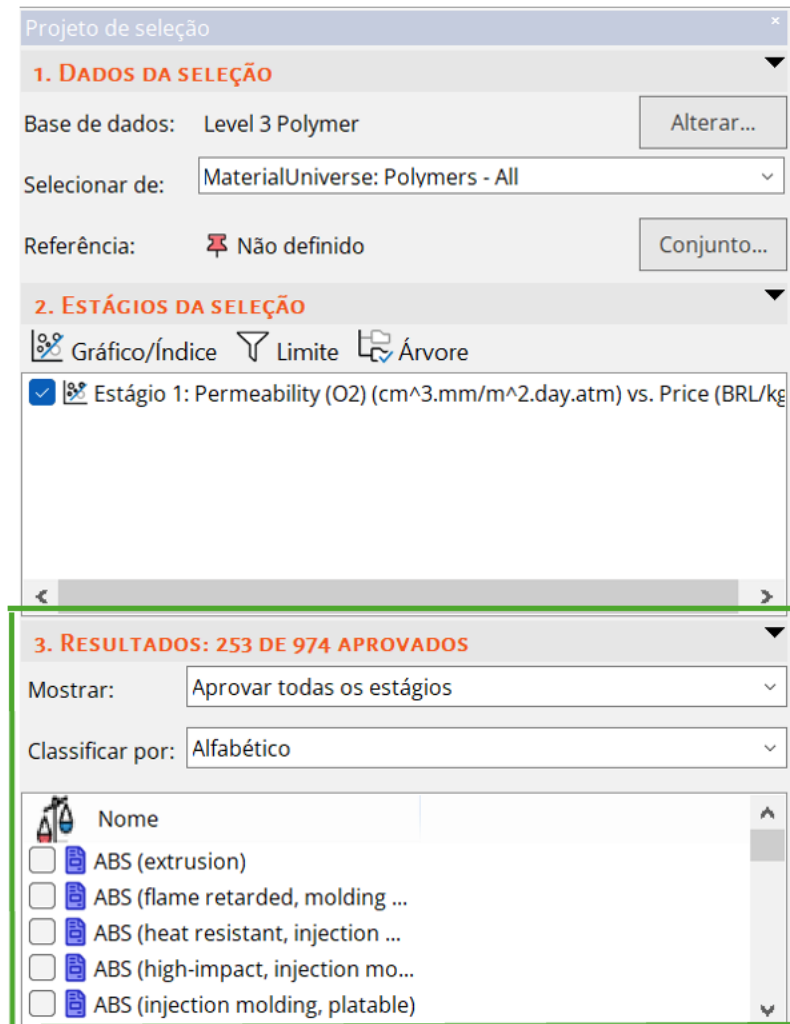 Projeto de seleção
1. Dados da seleção
Base de dados: Level 3 Polymer Alterar...
Selecionar de: MaterialUniverse: Polymers - All
Referência: Não definido Conjunto...
2. Estágios da seleção
Gráfico/Índice Limite Árvore
Estágio 1: Permeability (O2) (cm^3.mm/m^2.day.atm) vs. Price (BRL/kg
3. Resultados: 253 de 974 aprovados
Mostrar: Aprovar todas os estágios
Classificar por: Alfabético
Nome
ABS (extrusion)
ABS (flame retarded, molding ...
ABS (heat resistant, injection ...
ABS (high-impact, injection mo...
ABS (injection molding, platable)